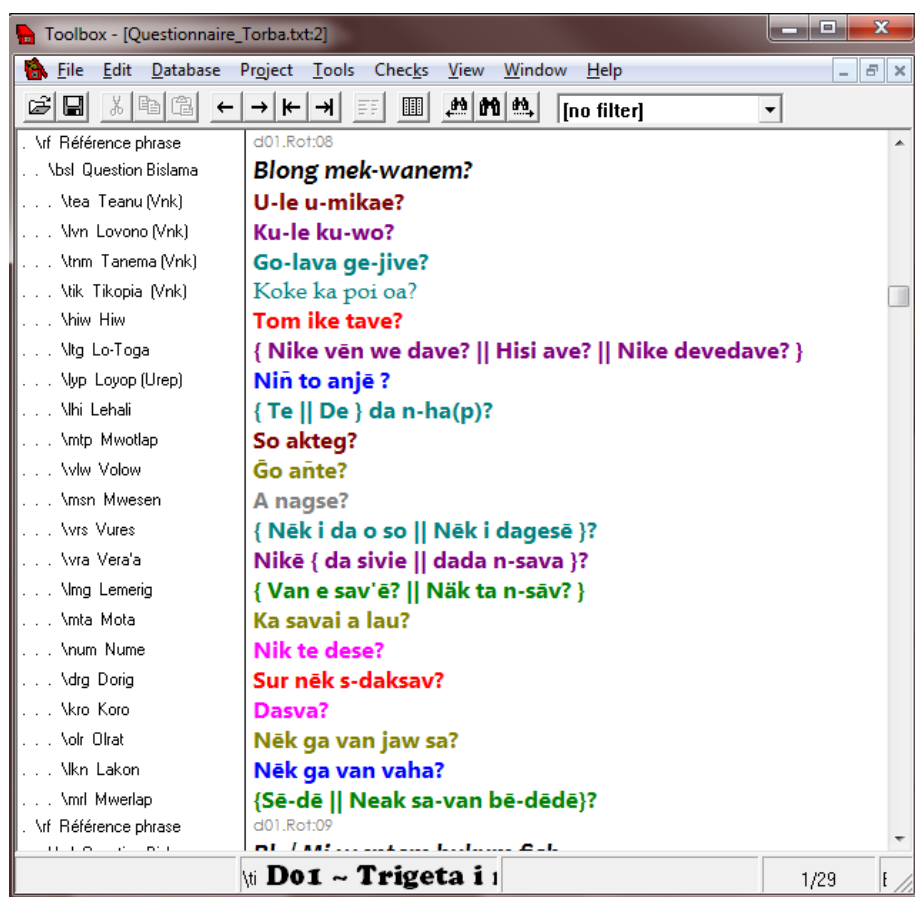 Toolbox - [Questionnaire_Torba.txt:2]
File Edit Database Project Tools Checks View Window Help
[no filter]
. \rf Référence phrase d01.Rot:08
. . \bsl Question Bislama Blong mek-wanem?
. . . \tea Teanu (Vnk) U-le u-mikae?
. . . \lvn Lovono (Vnk) Ku-le ku-wo?
. . . \tnm Tanema (Vnk) Go-lava ge-jive?
. . . \tik Tikopia (Vnk) Koke ka poi oa?
. . . \hiw Hiw Tom ike tave?
. . . \ltg Lo-Toga { Nike vēn we dave? || Hisi ave? || Nike devedave? }
. . . \lyp Loyop (Urep) Nin̄ to anjē ?
. . . \lhi Lehali { Te || De } da n-ha(p)?
. . . \mtp Mwotlap So akteg?
. . . \vlw Volow Ḡo an̄te?
. . . \msn Mwesen A nagse?
. . . \vrs Vures { Nēk i da o so || Nēk i dagesē }?
. . . \vra Vera'a Nikē { da sivie || dada n-sava }?
. . . \lmg Lemerig { Van e sav'ē? || Näk ta n-sāv? }
. . . \mta Mota Ka savai a lau?
. . . \num Nume Nik te dese?
. . . \drg Dorig Sur nēk s-daksav?
. . . \kro Koro Dasva?
. . . \olr Olrat Nēk ga van jaw sa?
. . . \lkn Lakon Nēk ga van vaha?
. . . \mrl Mwerlap {Sē-dē || Neak sa-van bē-dēdē}?
. \rf Référence phrase d01.Rot:09
\ti D01 ~ Trigeta i 1/29